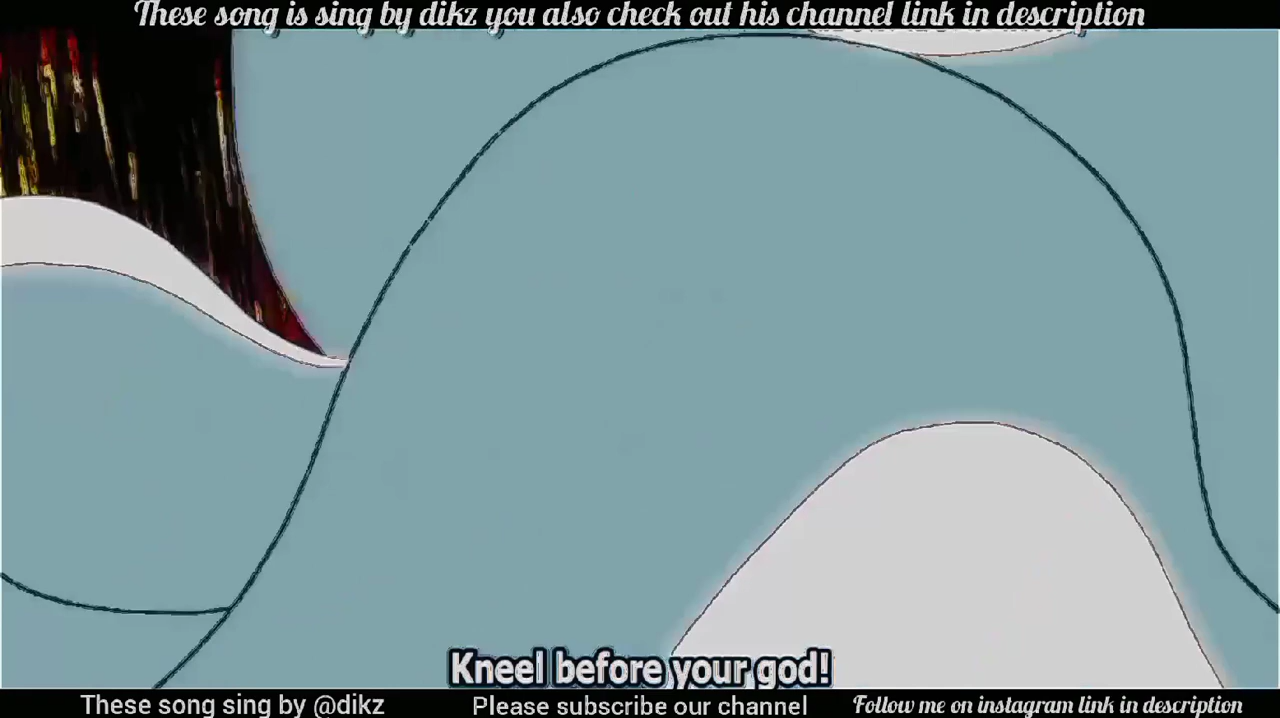 These song is sing by dikz you also check out his channel link in description
Kneel before your god!
These song sing by @dikz
Please subscribe our channel
Follow me on instagram link in description